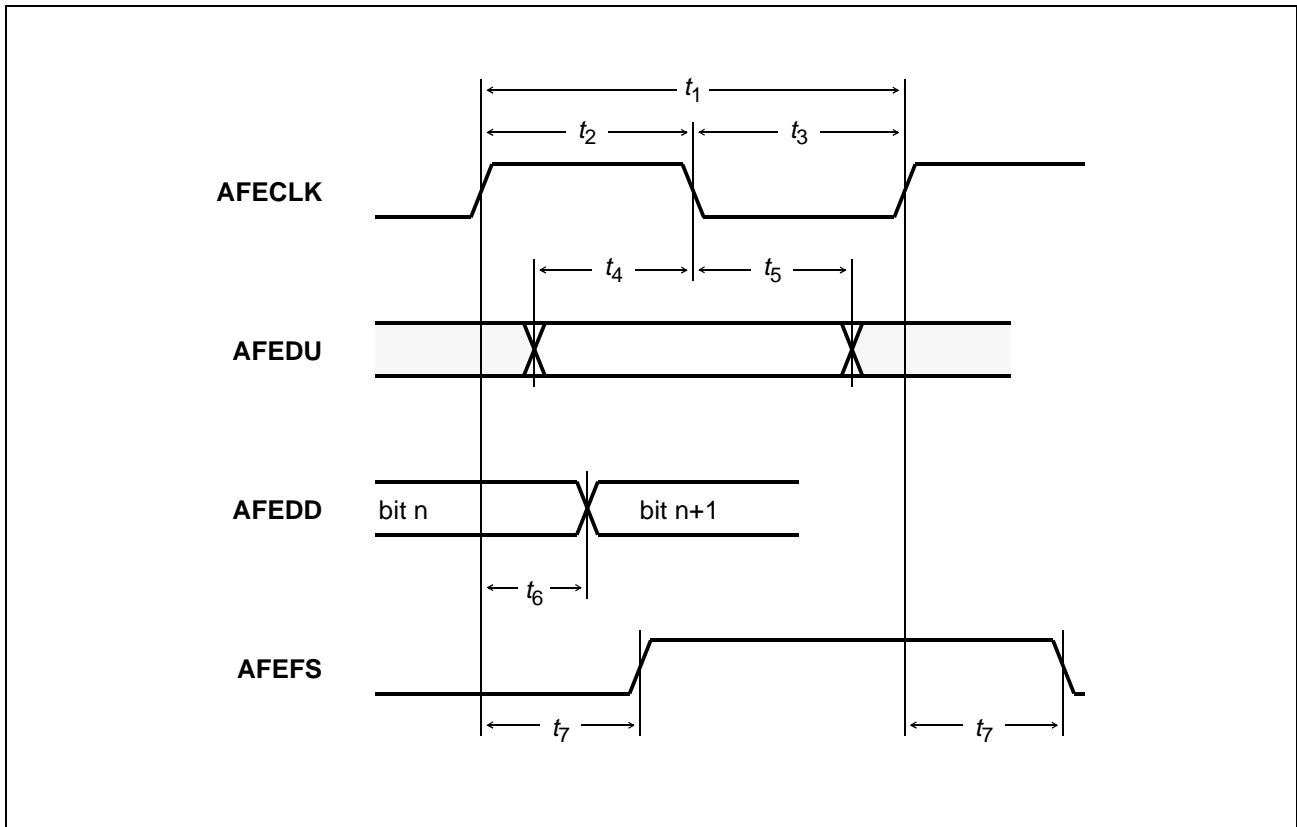 t1
t2
t3
AFECLK
t4
t5
AFEDU
AFEDD
bit n
bit n+1
t6
AFEFS
t7
t7